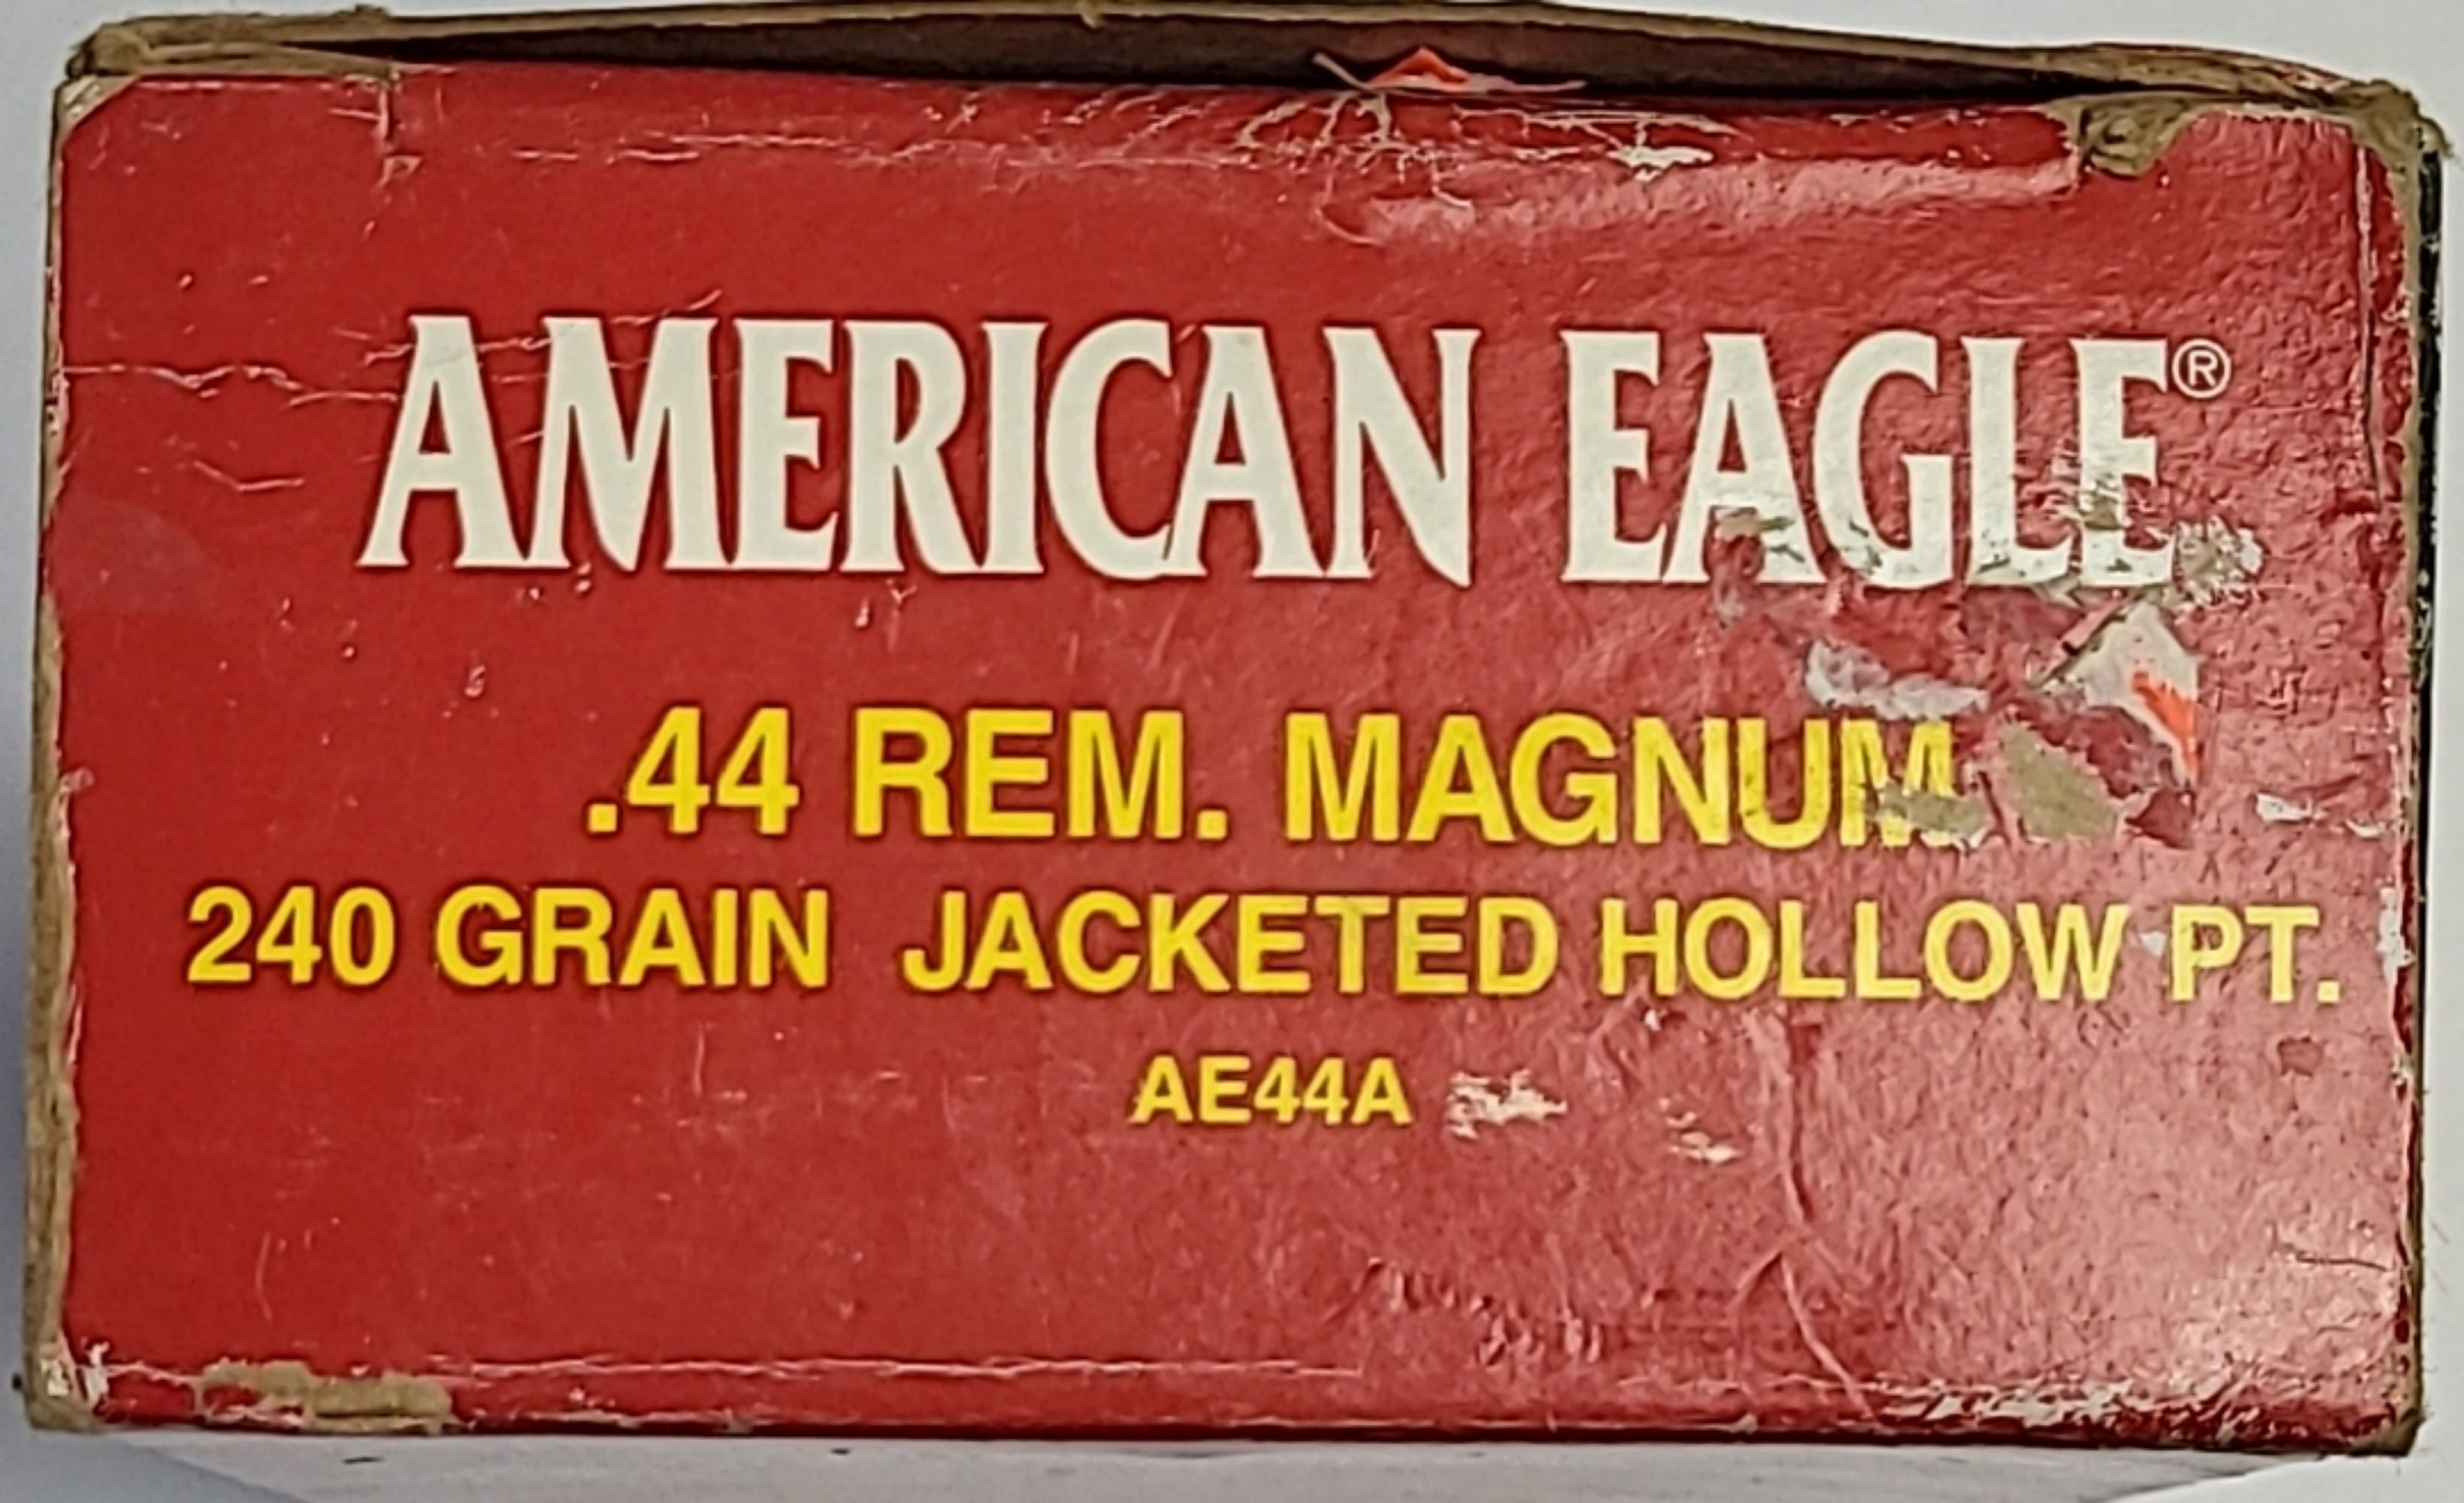 AMERICAN EAGLE®
.44 REM. MAGNUM
240 GRAIN JACKETED HOLLOW PT.
AE44A